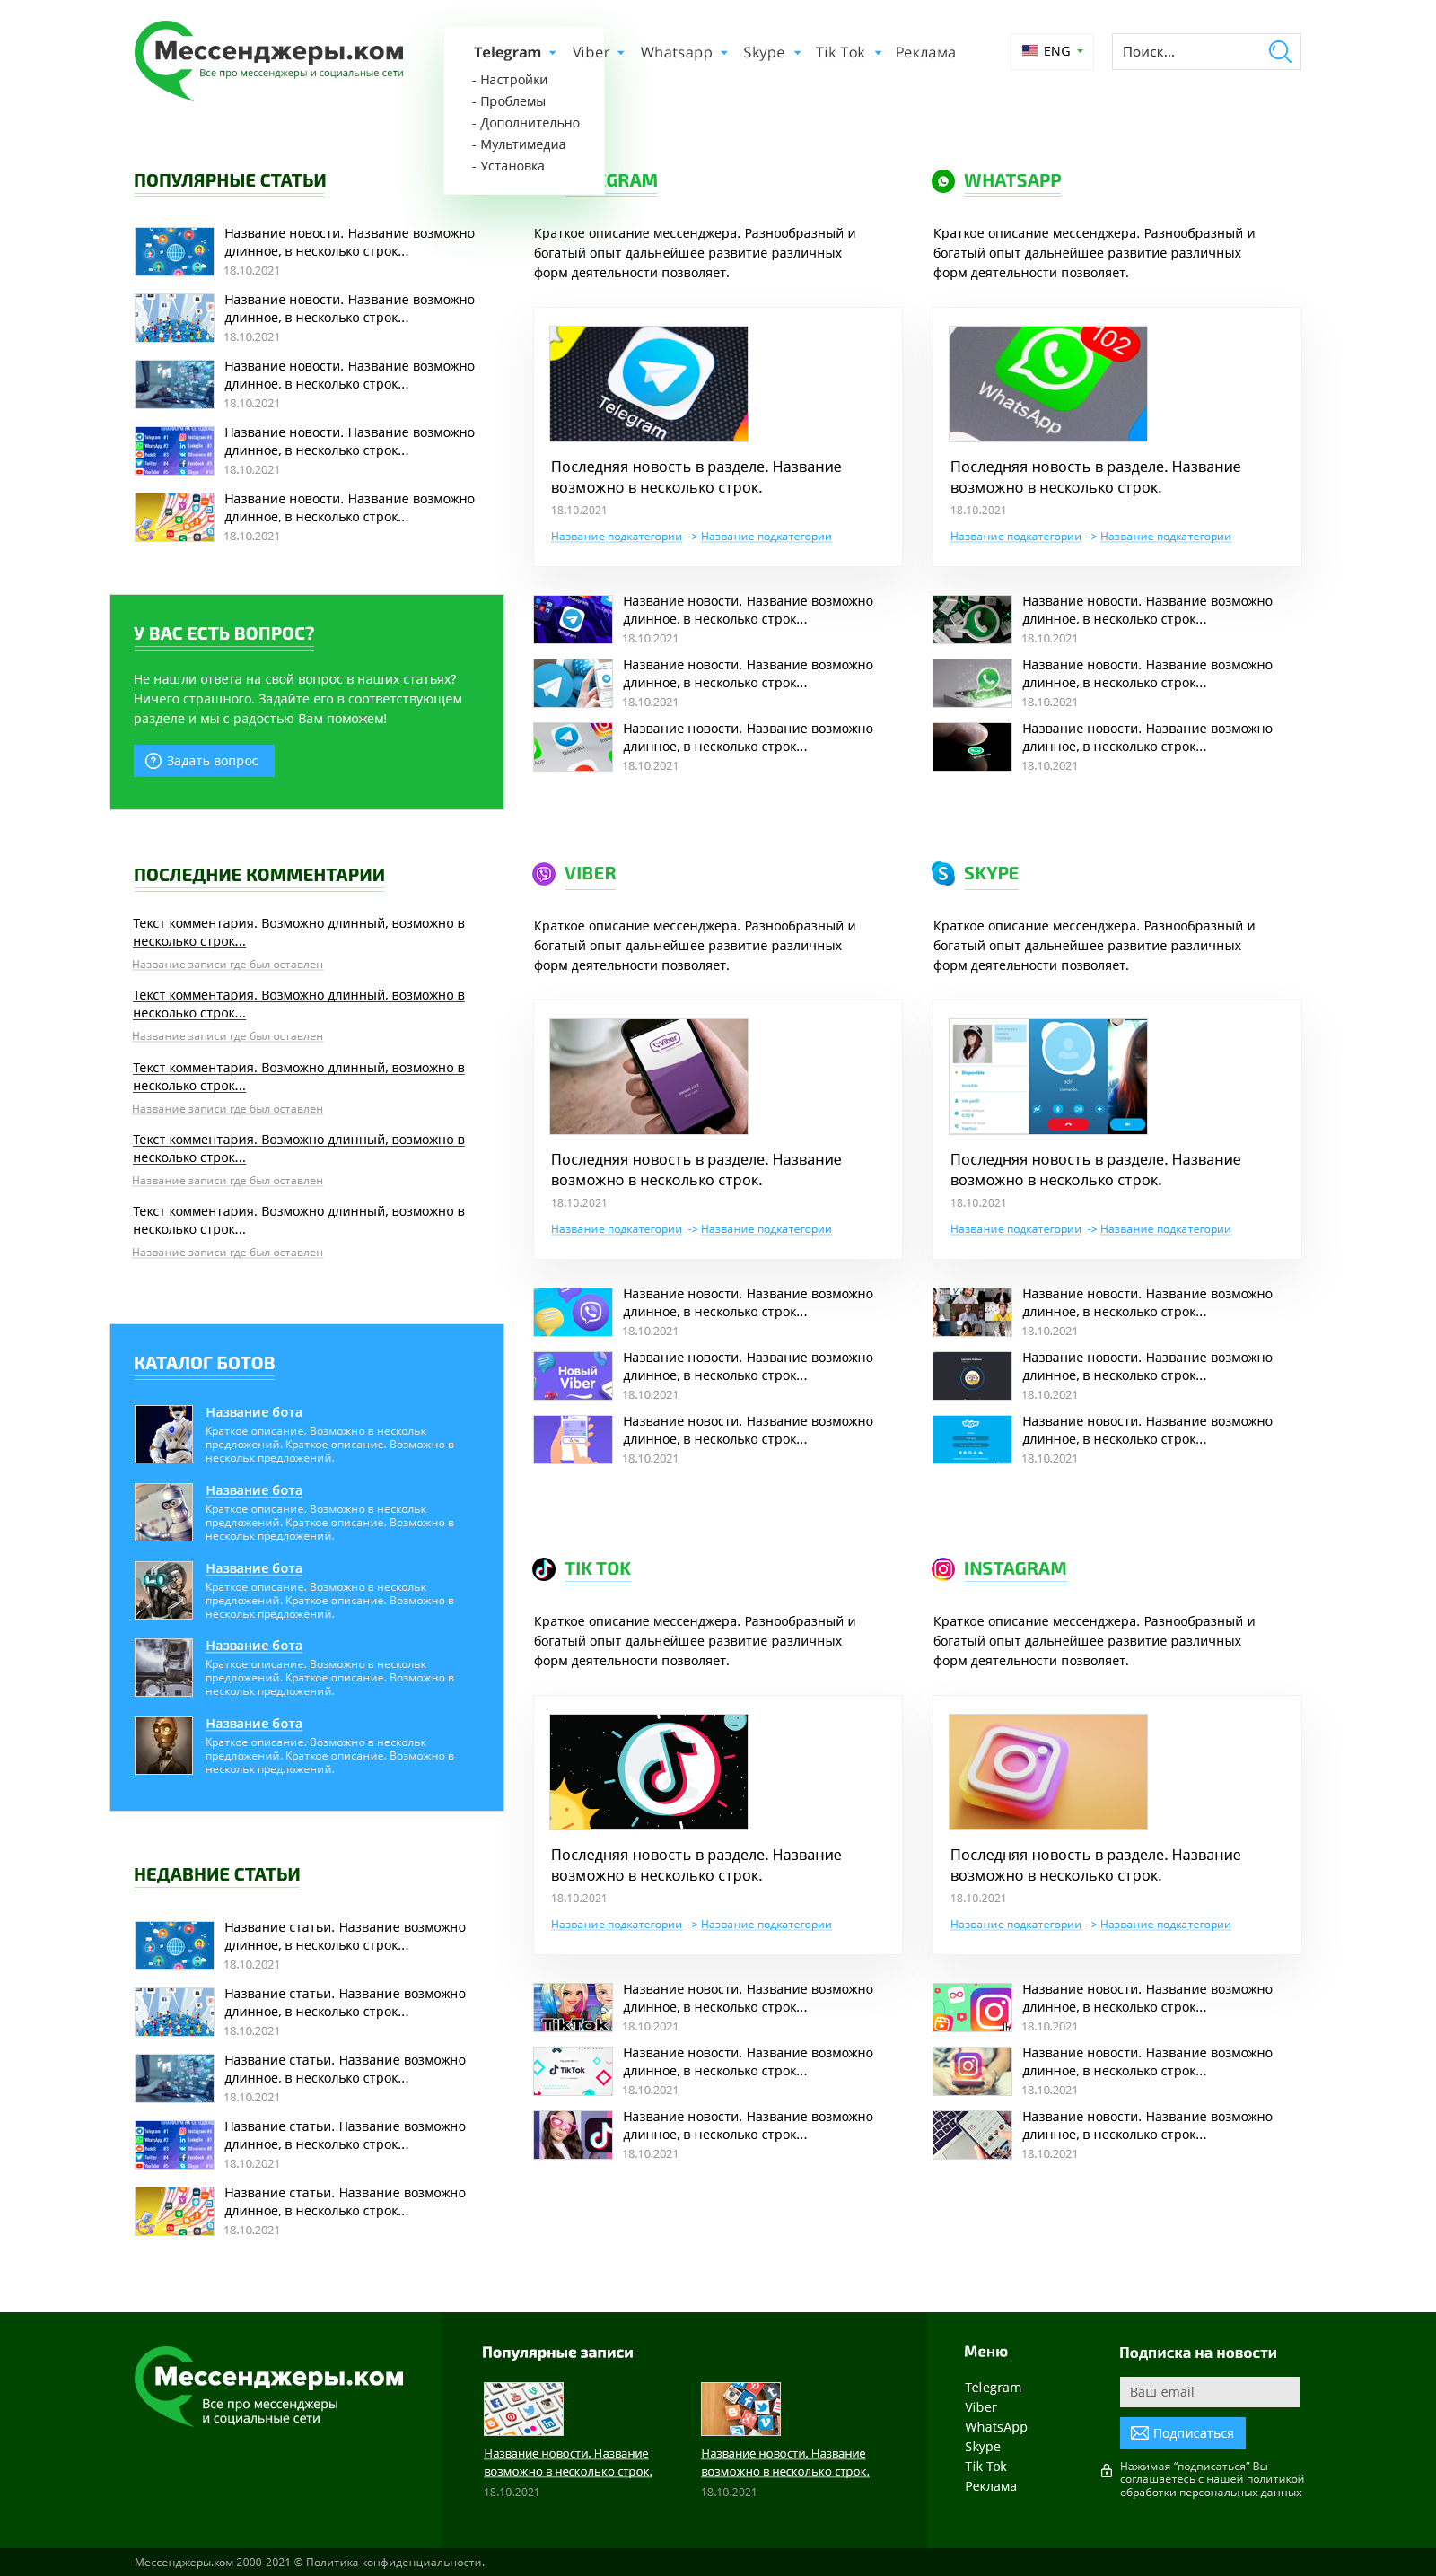 Мессенджеры.ком
Все про мессенджеры и социальные сети
Telegram Viber Whatsapp Skype Tik Tok Реклама
- Настройки
- Проблемы
- Дополнительно
- Мультимедиа
- Установка
ENG
Поиск...
ПОПУЛЯРНЫЕ СТАТЬИ
Название новости. Название возможно
длинное, в несколько строк...
18.10.2021
Название новости. Название возможно
длинное, в несколько строк...
18.10.2021
Название новости. Название возможно
длинное, в несколько строк...
18.10.2021
Название новости. Название возможно
длинное, в несколько строк...
18.10.2021
Название новости. Название возможно
длинное, в несколько строк...
18.10.2021
У ВАС ЕСТЬ ВОПРОС?
Не нашли ответа на свой вопрос в наших статьях?
Ничего страшного. Задайте его в соответствующем
разделе и мы с радостью Вам поможем!
Задать вопрос
ПОСЛЕДНИЕ КОММЕНТАРИИ
Текст комментария. Возможно длинный, возможно в
несколько строк...
Название записи где был оставлен
Текст комментария. Возможно длинный, возможно в
несколько строк...
Название записи где был оставлен
Текст комментария. Возможно длинный, возможно в
несколько строк...
Название записи где был оставлен
Текст комментария. Возможно длинный, возможно в
несколько строк...
Название записи где был оставлен
Текст комментария. Возможно длинный, возможно в
несколько строк...
Название записи где был оставлен
КАТАЛОГ БОТОВ
Название бота
Краткое описание. Возможно в нескольк
предложений. Краткое описание. Возможно в
нескольк предложений.
Название бота
Краткое описание. Возможно в нескольк
предложений. Краткое описание. Возможно в
нескольк предложений.
Название бота
Краткое описание. Возможно в нескольк
предложений. Краткое описание. Возможно в
нескольк предложений.
Название бота
Краткое описание. Возможно в нескольк
предложений. Краткое описание. Возможно в
нескольк предложений.
Название бота
Краткое описание. Возможно в нескольк
предложений. Краткое описание. Возможно в
нескольк предложений.
НЕДАВНИЕ СТАТЬИ
Название статьи. Название возможно
длинное, в несколько строк...
18.10.2021
Название статьи. Название возможно
длинное, в несколько строк...
18.10.2021
Название статьи. Название возможно
длинное, в несколько строк...
18.10.2021
Название статьи. Название возможно
длинное, в несколько строк...
18.10.2021
Название статьи. Название возможно
длинное, в несколько строк...
18.10.2021
GRAM
Краткое описание мессенджера. Разнообразный и
богатый опыт дальнейшее развитие различных
форм деятельности позволяет.
Telegram
Последняя новость в разделе. Название
возможно в несколько строк.
18.10.2021
Название подкатегории -> Название подкатегории
Название новости. Название возможно
длинное, в несколько строк...
18.10.2021
Название новости. Название возможно
длинное, в несколько строк...
18.10.2021
Название новости. Название возможно
длинное, в несколько строк...
18.10.2021
WHATSAPP
Краткое описание мессенджера. Разнообразный и
богатый опыт дальнейшее развитие различных
форм деятельности позволяет.
102
WhatsApp
Последняя новость в разделе. Название
возможно в несколько строк.
18.10.2021
Название подкатегории -> Название подкатегории
Название новости. Название возможно
длинное, в несколько строк...
18.10.2021
Название новости. Название возможно
длинное, в несколько строк...
18.10.2021
Название новости. Название возможно
длинное, в несколько строк...
18.10.2021
VIBER
Краткое описание мессенджера. Разнообразный и
богатый опыт дальнейшее развитие различных
форм деятельности позволяет.
Viber
Последняя новость в разделе. Название
возможно в несколько строк.
18.10.2021
Название подкатегории -> Название подкатегории
Название новости. Название возможно
длинное, в несколько строк...
18.10.2021
Новый
Viber
Название новости. Название возможно
длинное, в несколько строк...
18.10.2021
Название новости. Название возможно
длинное, в несколько строк...
18.10.2021
SKYPE
Краткое описание мессенджера. Разнообразный и
богатый опыт дальнейшее развитие различных
форм деятельности позволяет.
Последняя новость в разделе. Название
возможно в несколько строк.
18.10.2021
Название подкатегории -> Название подкатегории
Название новости. Название возможно
длинное, в несколько строк...
18.10.2021
Название новости. Название возможно
длинное, в несколько строк...
18.10.2021
Название новости. Название возможно
длинное, в несколько строк...
18.10.2021
TIK TOK
Краткое описание мессенджера. Разнообразный и
богатый опыт дальнейшее развитие различных
форм деятельности позволяет.
Последняя новость в разделе. Название
возможно в несколько строк.
18.10.2021
Название подкатегории -> Название подкатегории
TikTok
Название новости. Название возможно
длинное, в несколько строк...
18.10.2021
TikTok
Название новости. Название возможно
длинное, в несколько строк...
18.10.2021
Название новости. Название возможно
длинное, в несколько строк...
18.10.2021
INSTAGRAM
Краткое описание мессенджера. Разнообразный и
богатый опыт дальнейшее развитие различных
форм деятельности позволяет.
Последняя новость в разделе. Название
возможно в несколько строк.
18.10.2021
Название подкатегории -> Название подкатегории
Название новости. Название возможно
длинное, в несколько строк...
18.10.2021
Название новости. Название возможно
длинное, в несколько строк...
18.10.2021
Название новости. Название возможно
длинное, в несколько строк...
18.10.2021
Мессенджеры.ком
Все про мессенджеры
и социальные сети
Популярные записи
Название новости. Название
возможно в несколько строк.
18.10.2021
Название новости. Название
возможно в несколько строк.
18.10.2021
Меню
Telegram
Viber
WhatsApp
Skype
Tik Tok
Реклама
Подписка на новости
Ваш email
Подписаться
Нажимая “подписаться” Вы
соглашаетесь с нашей политикой
обработки персональных данных
Мессенджеры.ком 2000-2021 © Политика конфиденциальности.